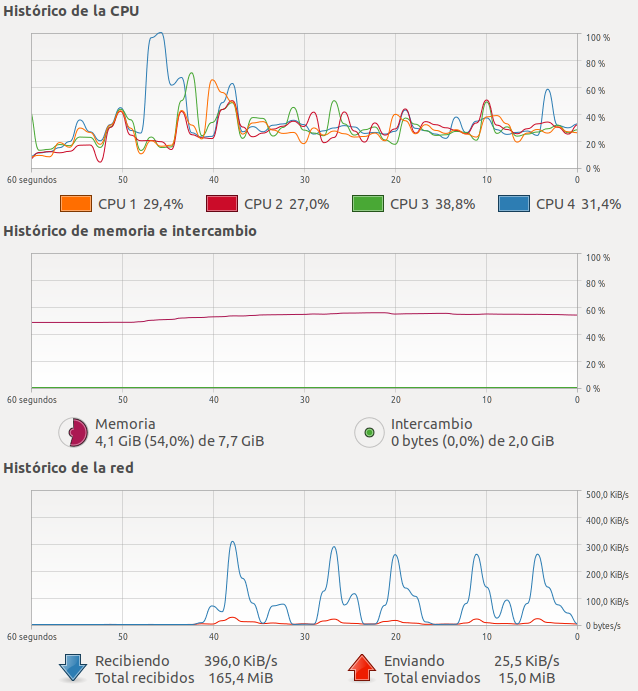 Histórico de la CPU
100 %
80 %
60 %
40 %
20 %
0 %
60 segundos 50 40 30 20 10 0
CPU 1 29,4% CPU 2 27,0% CPU 3 38,8% CPU 4 31,4%
Histórico de memoria e intercambio
100 %
80 %
60 %
40 %
20 %
0 %
60 segundos 50 40 30 20 10 0
Memoria
4,1 GiB (54,0%) de 7,7 GiB
Intercambio
0 bytes (0,0%) de 2,0 GiB
Histórico de la red
500,0 KiB/s
400,0 KiB/s
300,0 KiB/s
200,0 KiB/s
100,0 KiB/s
0 bytes/s
60 segundos 50 40 30 20 10 0
Recibiendo 396,0 KiB/s
Total recibidos 165,4 MiB
Enviando 25,5 KiB/s
Total enviados 15,0 MiB